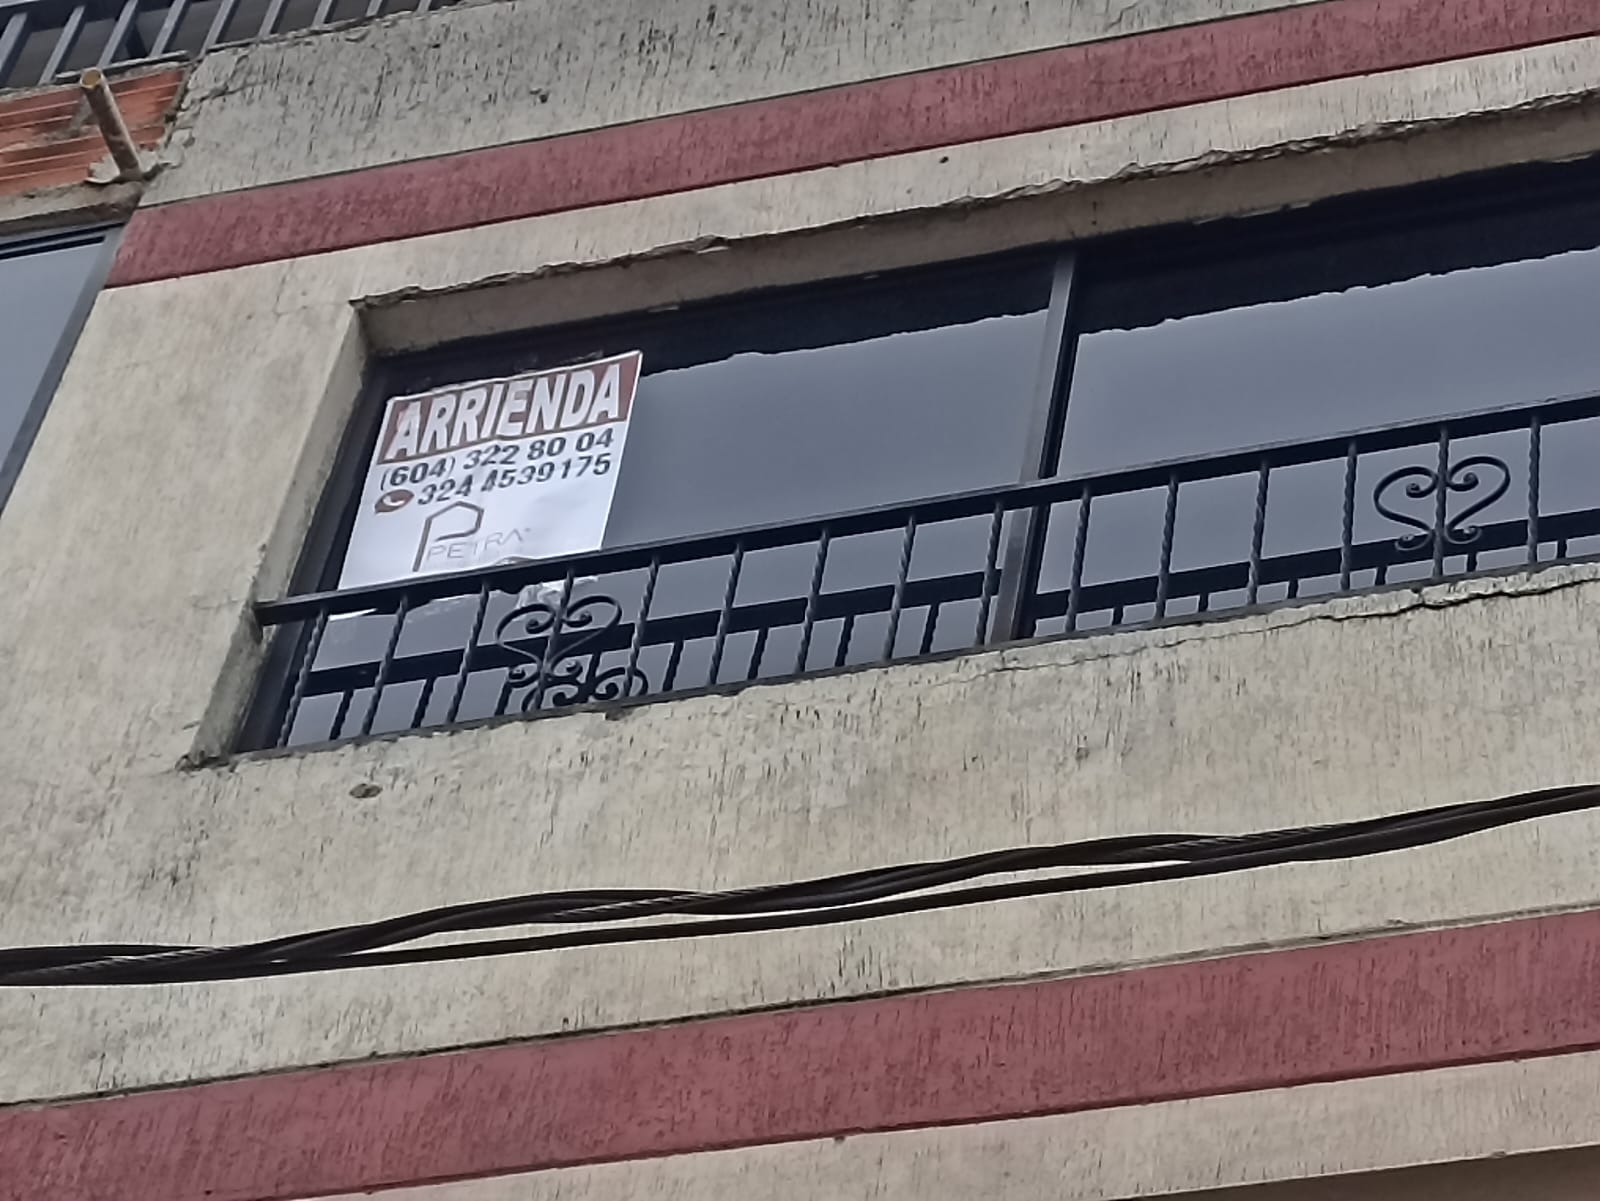 ARRIENDA
(604) 322 80 04
324 4539175
PETRA